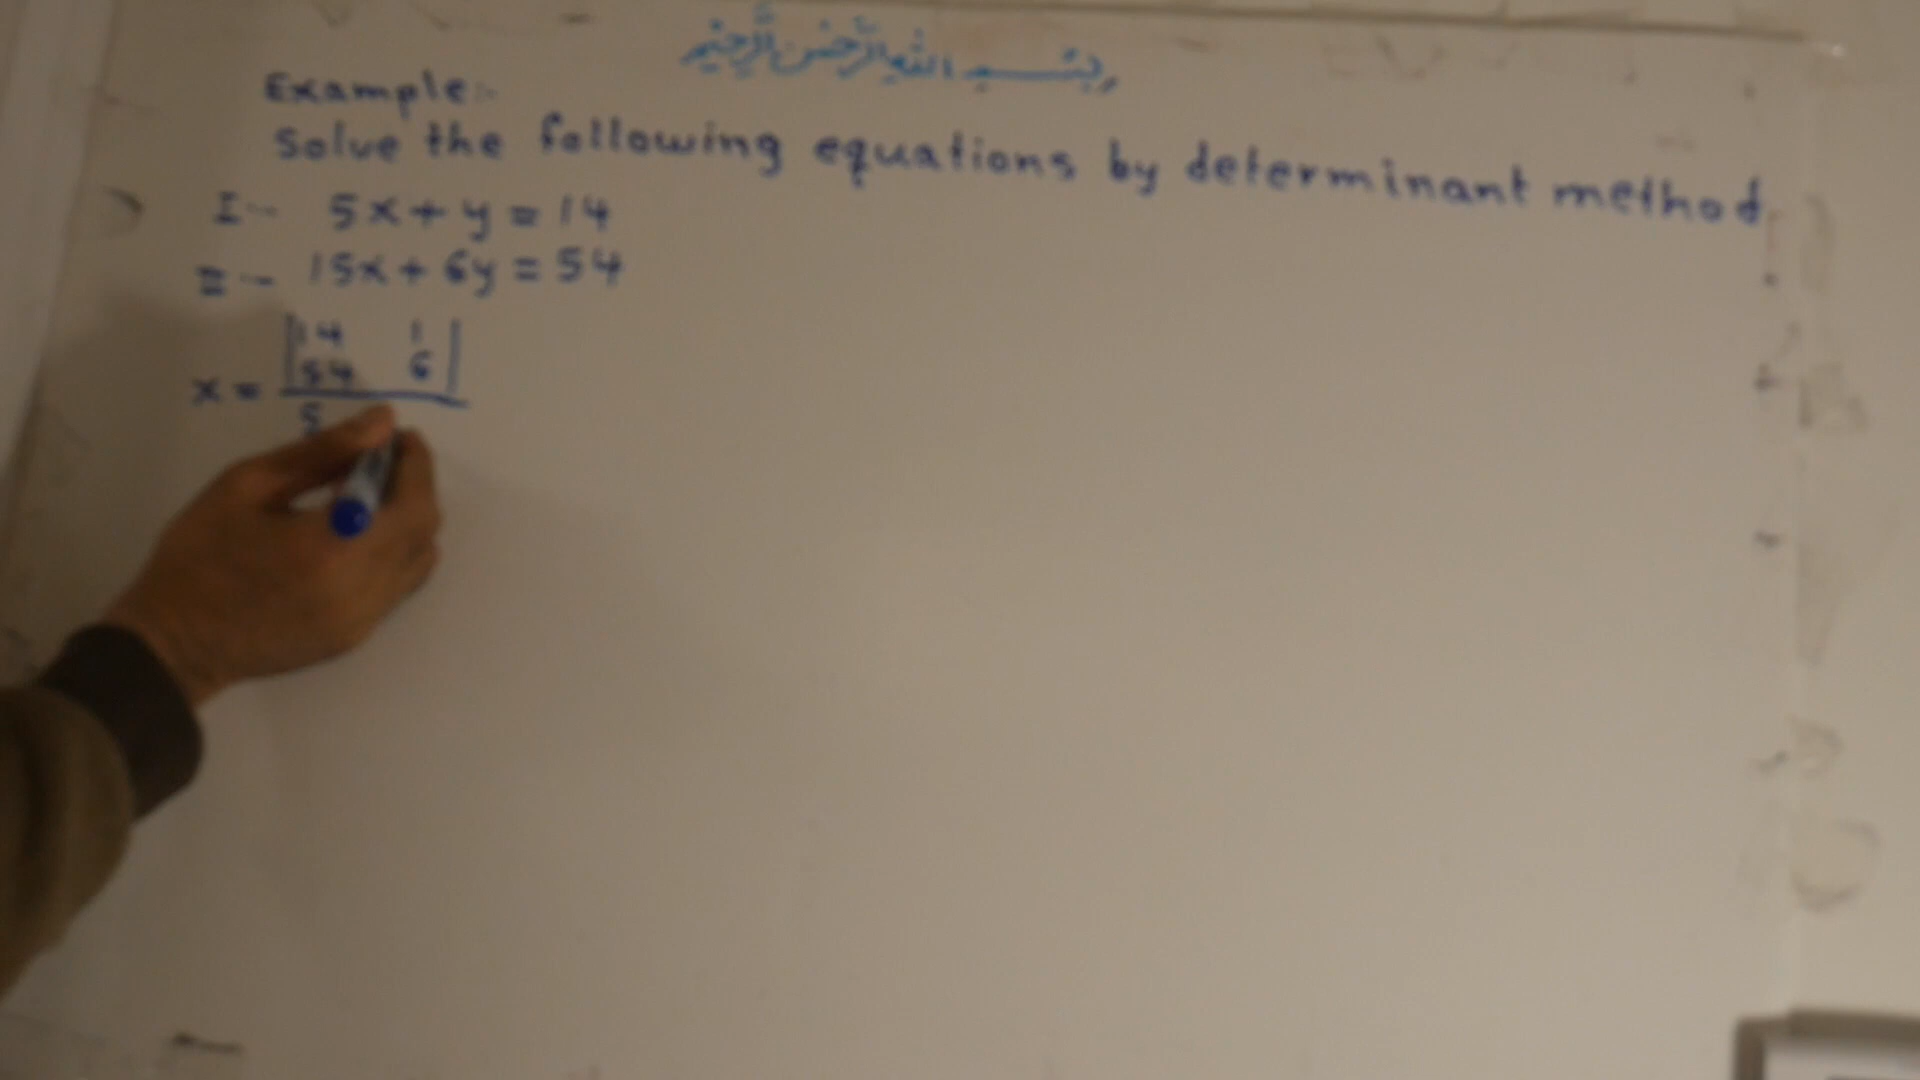 بسم الله الرحمن الرحيم
Example:-
Solve the following equations by determinant method
I- 5x+y=14
II- 15x+6y=54
14 1
54 6
x=
5